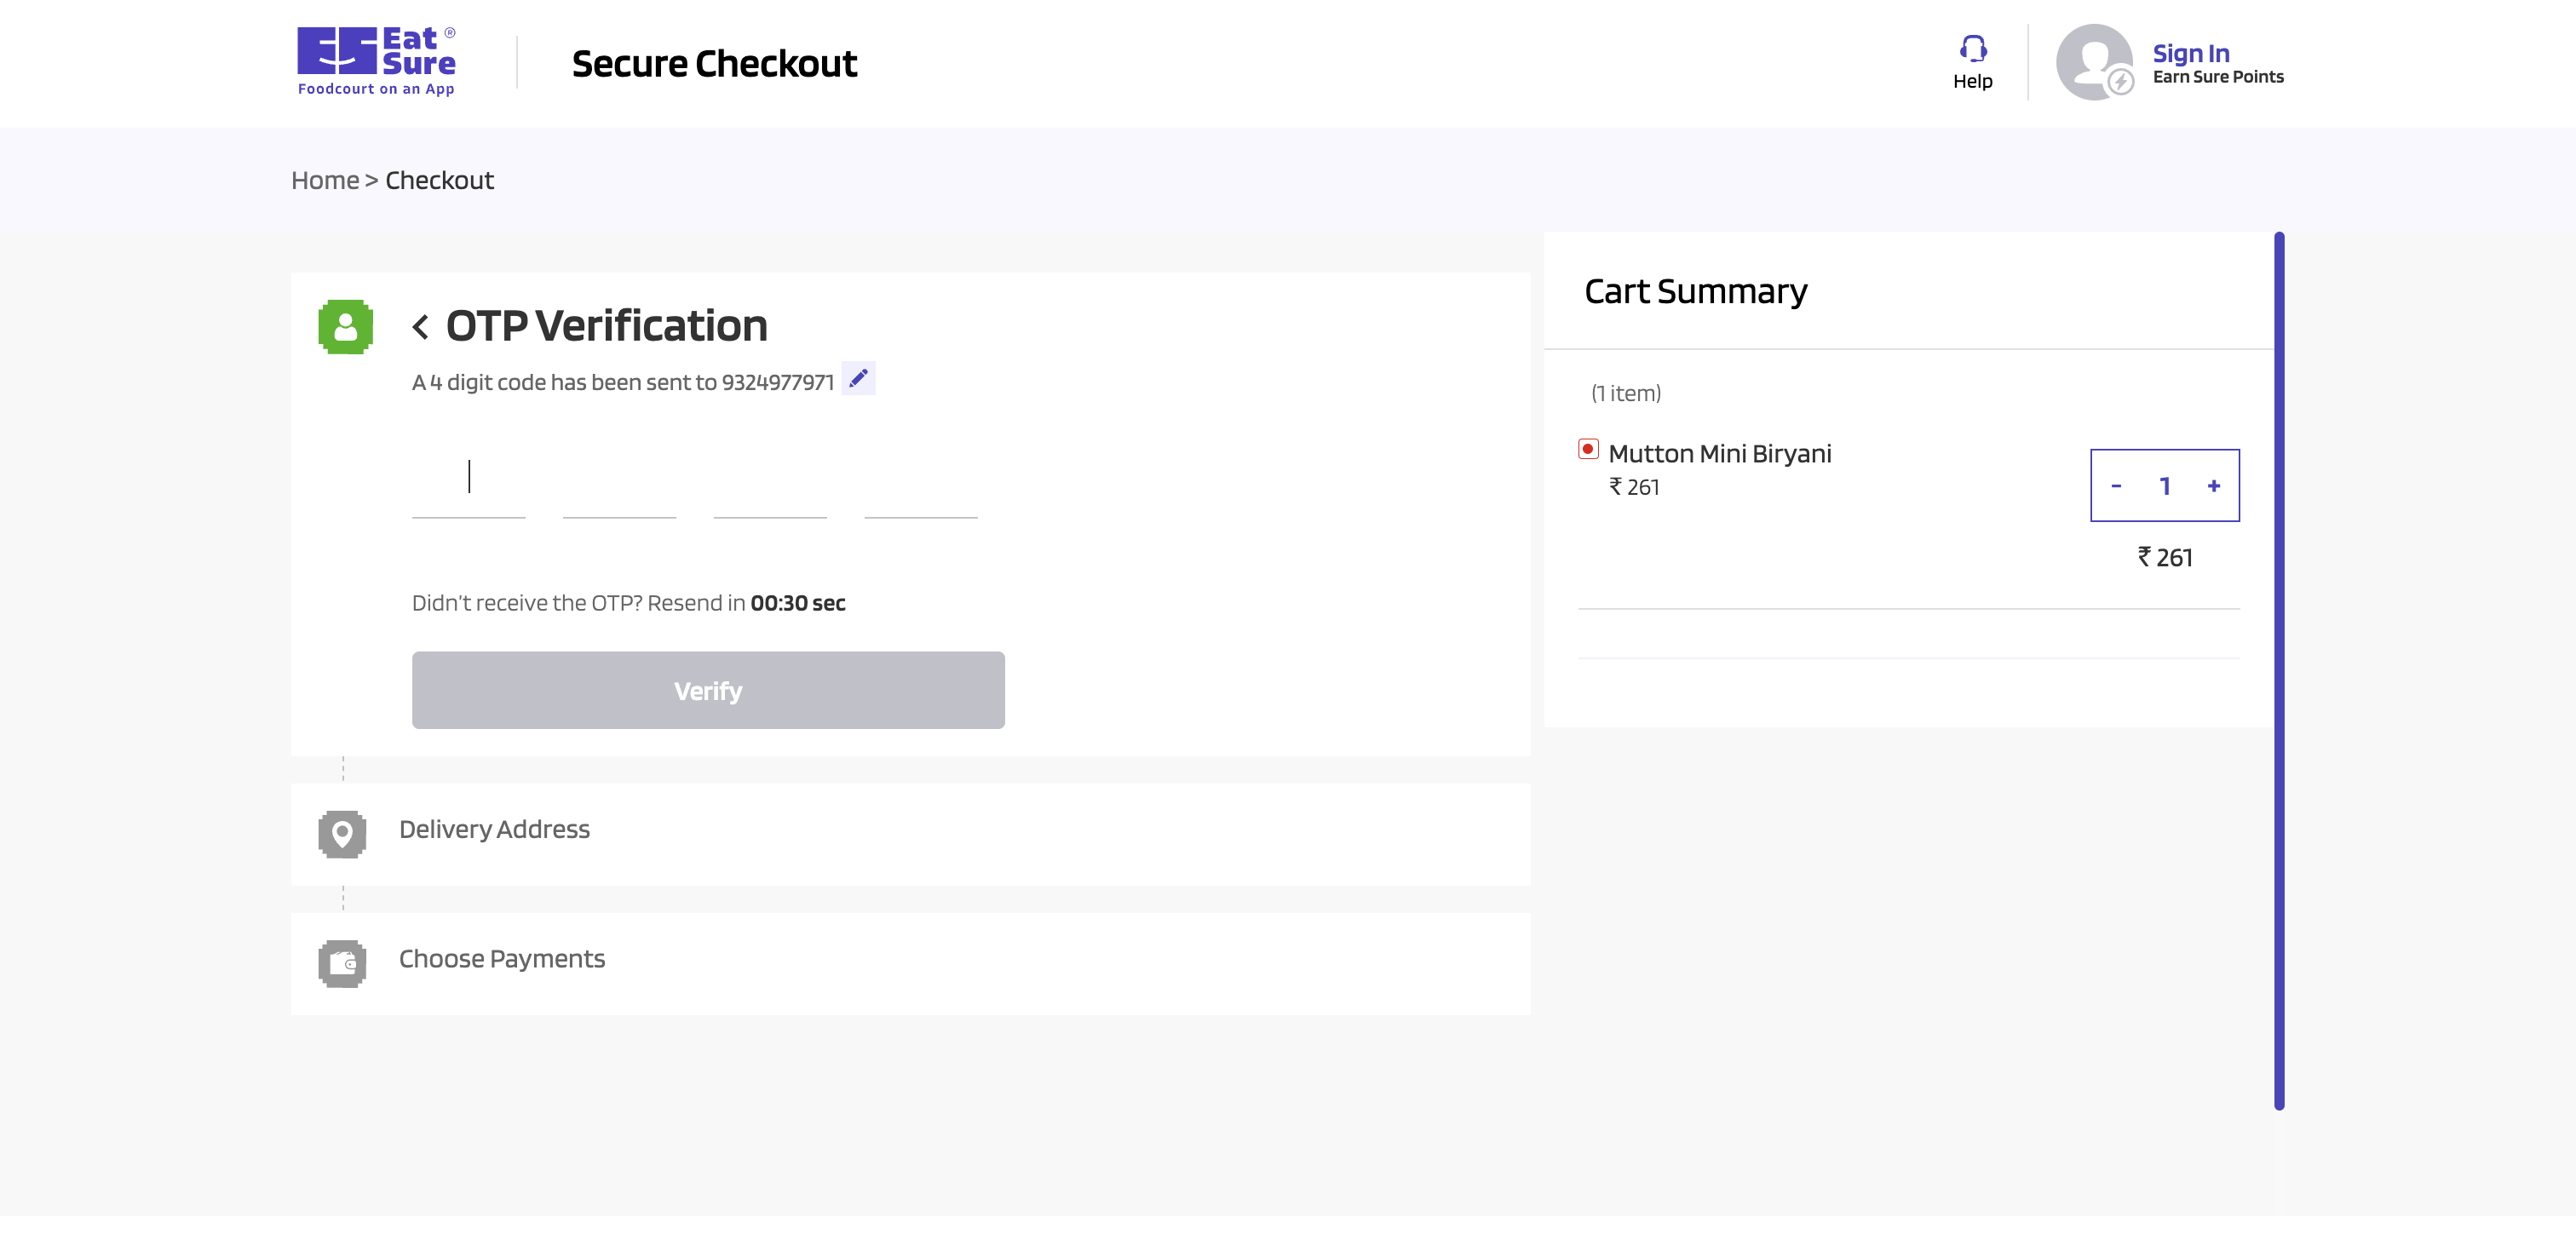 Eat ®
Sure
Foodcourt on an App
Secure Checkout
Help
Sign In
Earn Sure Points
Home > Checkout
OTP Verification
A 4 digit code has been sent to 9324977971
Didn't receive the OTP? Resend in 00:30 sec
Verify
Delivery Address
Choose Payments
Cart Summary
(1 item)
Mutton Mini Biryani
₹ 261
- 1 +
₹ 261